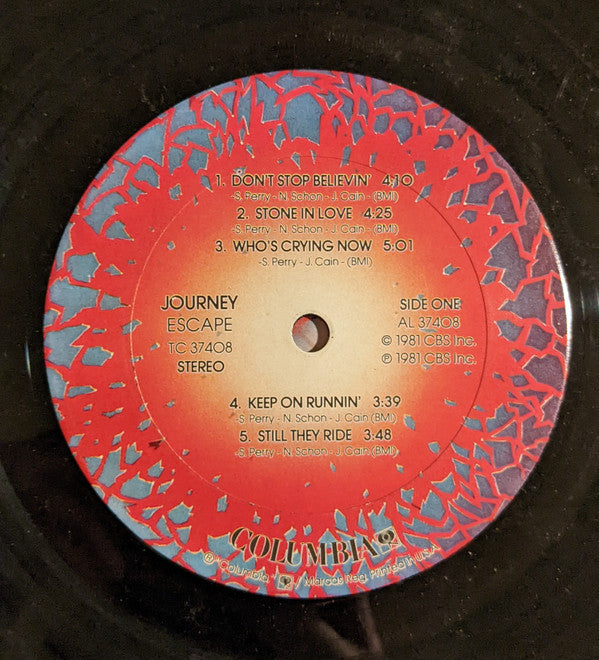 1. DON'T STOP BELIEVIN' 4:10
-S. Perry - N. Schon - J. Cain - (BMI)
2. STONE IN LOVE 4:25
-S. Perry - N. Schon - J. Cain - (BMI)
3. WHO'S CRYING NOW 5:01
-S. Perry - J. Cain - (BMI)
JOURNEY
ESCAPE
TC 37408
STEREO
SIDE ONE
AL 37408
© 1981 CBS Inc.
℗ 1981 CBS Inc.
4. KEEP ON RUNNIN' 3:39
-S. Perry - N. Schon - J. Cain (BMI)
5. STILL THEY RIDE 3:48
-S. Perry - N. Schon - J. Cain (BMI)
COLUMBIA
® "Columbia," / Marcas Reg. Printed in U.S.A.